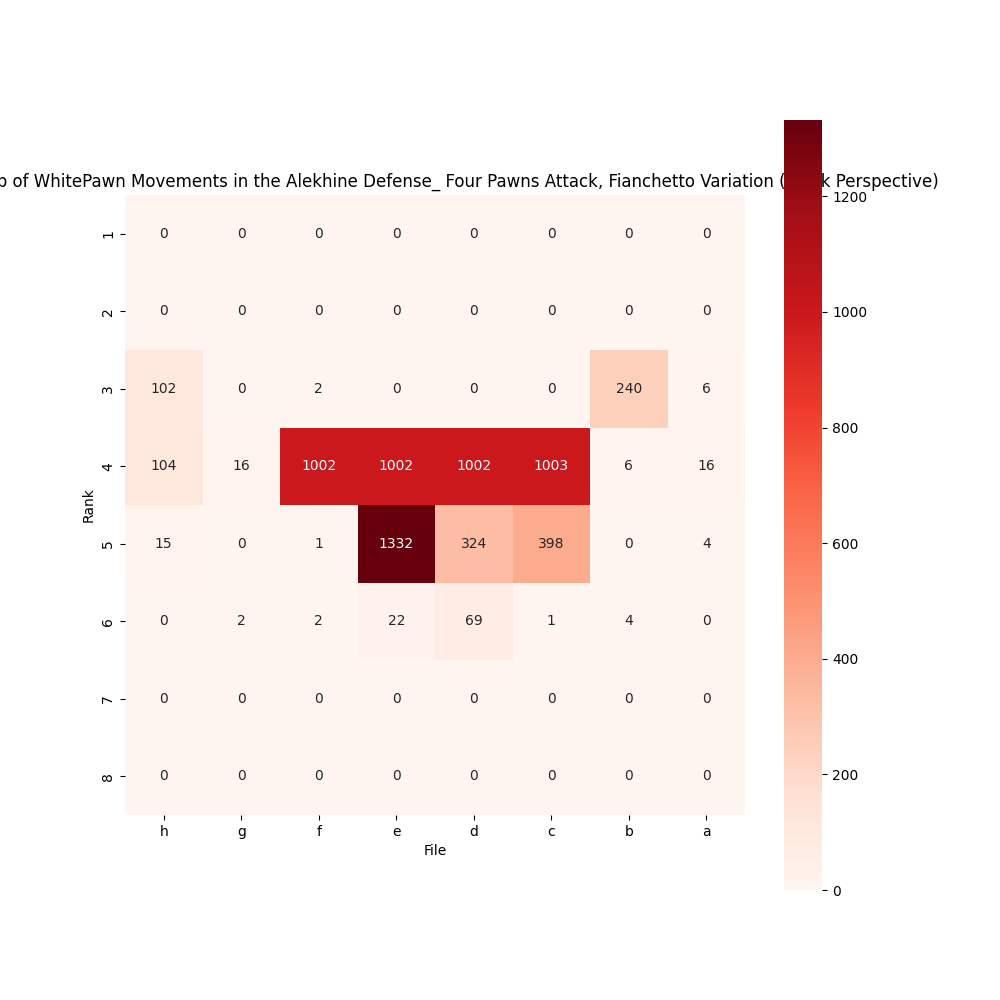 of WhitePawn Movements in the Alekhine Defense_ Four Pawns Attack, Fianchetto Variation ( k Perspective)
1 0 0 0 0 0 0 0 0
2 0 0 0 0 0 0 0 0
3 102 0 2 0 0 0 240 6
4 104 16 1002 1002 1002 1003 6 16
5 15 0 1 1332 324 398 0 4
6 0 2 2 22 69 1 4 0
7 0 0 0 0 0 0 0 0
8 0 0 0 0 0 0 0 0
h g f e d c b a
File
Rank
1200
1000
800
600
400
200
0